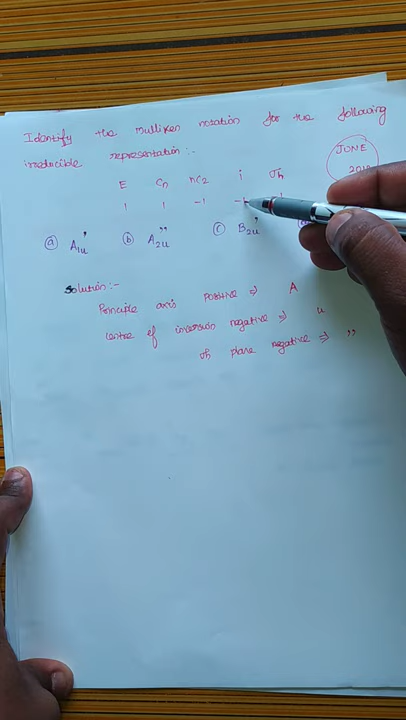 Identify the mulliken notation for the following
irreducible representation :-
JUNE
E Cn nC2 i σh
1 1 -1
ⓐ A1u' ⓑ A2u'' ⓒ B2u'
Solution :-
Principle axis positive ⇒ A
Centre of inversion negative ⇒ u
σh plane negative ⇒ ''